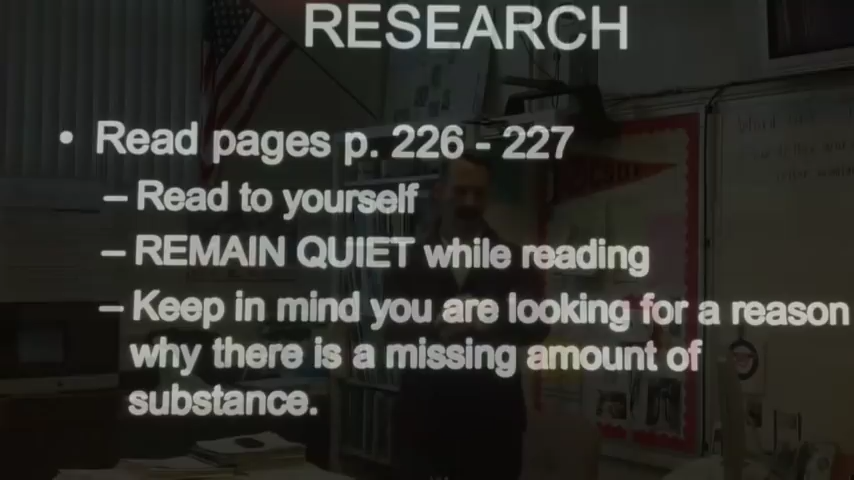 RESEARCH
• Read pages p. 226 - 227
– Read to yourself
– REMAIN QUIET while reading
– Keep in mind you are looking for a reason
why there is a missing amount of
substance.